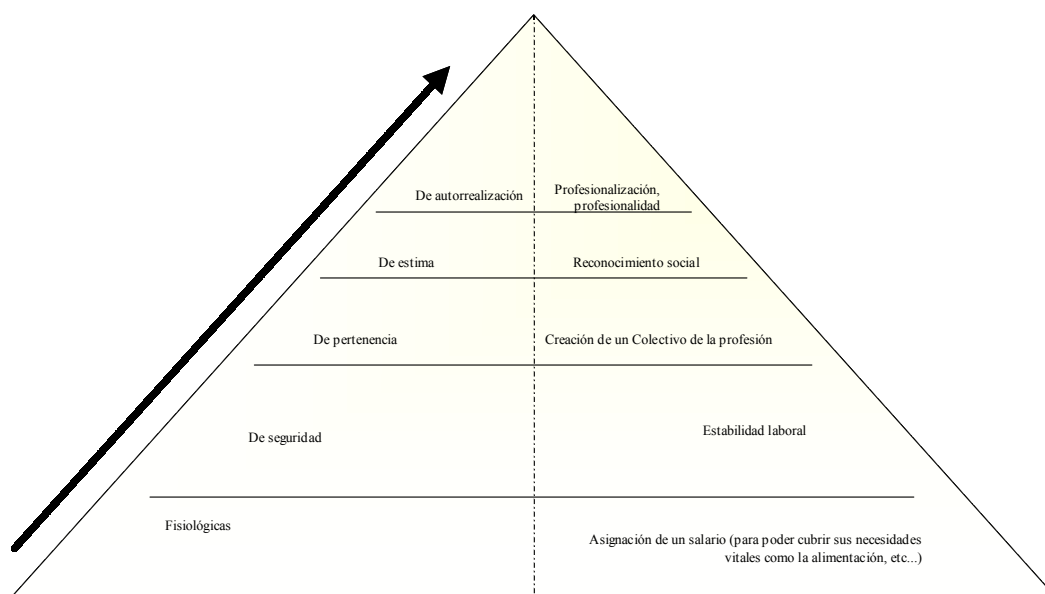 De autorrealización
Profesionalización,
profesionalidad
De estima
Reconocimiento social
De pertenencia
Creación de un Colectivo de la profesión
De seguridad
Estabilidad laboral
Fisiológicas
Asignación de un salario (para poder cubrir sus necesidades
vitales como la alimentación, etc...)